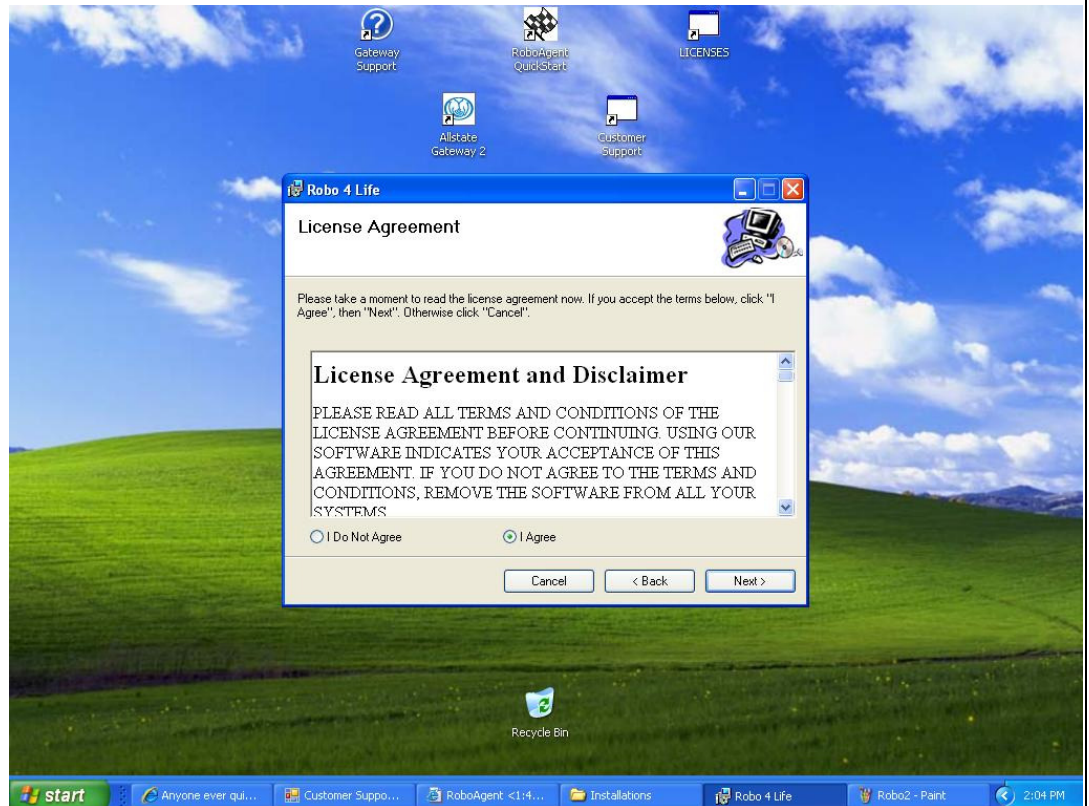 Gateway
Support
RoboAgent
QuickStart
LICENSES
Allstate
Gateway 2
Customer
Support
Robo 4 Life
License Agreement
Please take a moment to read the license agreement now. If you accept the terms below, click "I
Agree", then "Next". Otherwise click "Cancel".
License Agreement and Disclaimer
PLEASE READ ALL TERMS AND CONDITIONS OF THE
LICENSE AGREEMENT BEFORE CONTINUING. USING OUR
SOFTWARE INDICATES YOUR ACCEPTANCE OF THIS
AGREEMENT. IF YOU DO NOT AGREE TO THE TERMS AND
CONDITIONS, REMOVE THE SOFTWARE FROM ALL YOUR
SYSTEMS
I Do Not Agree
I Agree
Cancel
< Back
Next >
Recycle Bin
start
Anyone ever qui...
Customer Suppo...
RoboAgent <1:4...
Installations
Robo 4 Life
Robo2 - Paint
2:04 PM